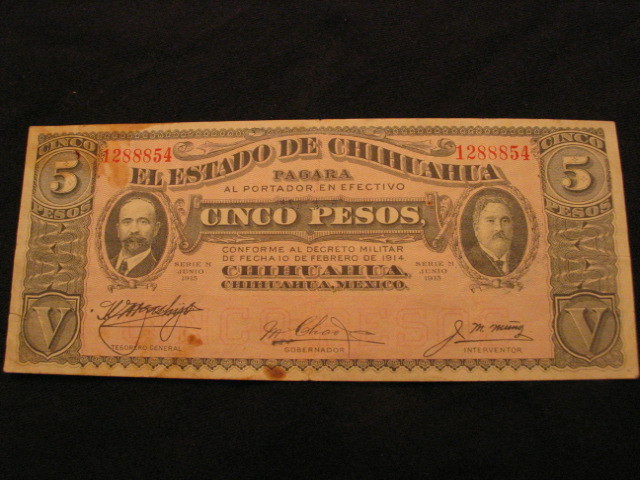 CINCO CINCO
1288854 1288854
5 5
EL ESTADO DE CHIHUAHUA
PAGARA
AL PORTADOR, EN EFECTIVO
PESOS PESOS
CINCO PESOS,
CONFORME AL DECRETO MILITAR
DE FECHA 10 DE FEBRERO DE 1914.
SERIE N SERIE N
JUNIO JUNIO
1915 1915
CHIHUAHUA,
CHIHUAHUA, MEXICO.
V V
TESORERO GENERAL GOBERNADOR INTERVENTOR